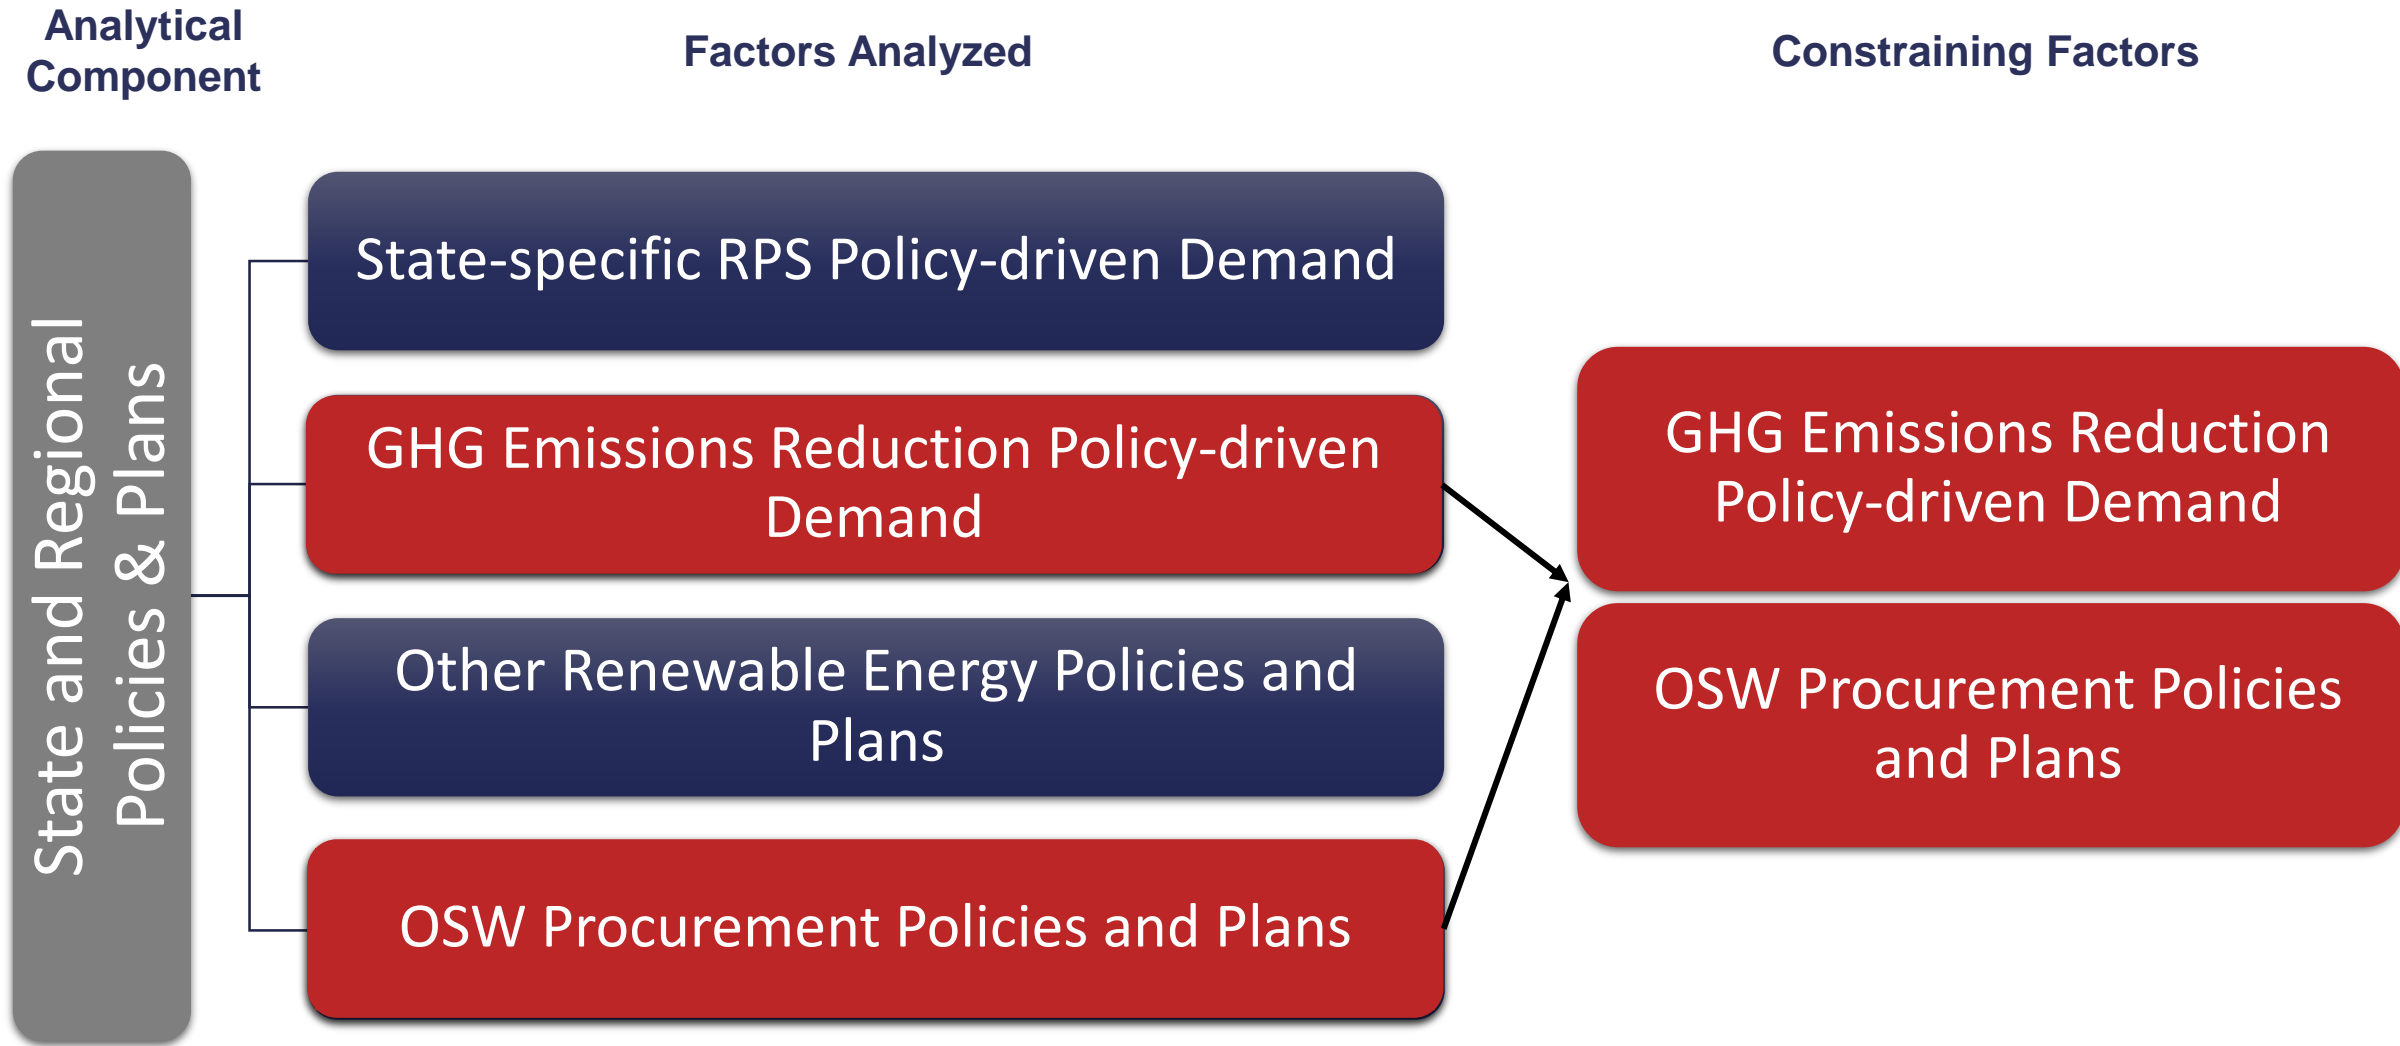 Analytical
Component
Factors Analyzed
Constraining Factors
State and Regional
Policies & Plans
State-specific RPS Policy-driven Demand
GHG Emissions Reduction Policy-driven
Demand
Other Renewable Energy Policies and
Plans
OSW Procurement Policies and Plans
GHG Emissions Reduction
Policy-driven Demand
OSW Procurement Policies
and Plans